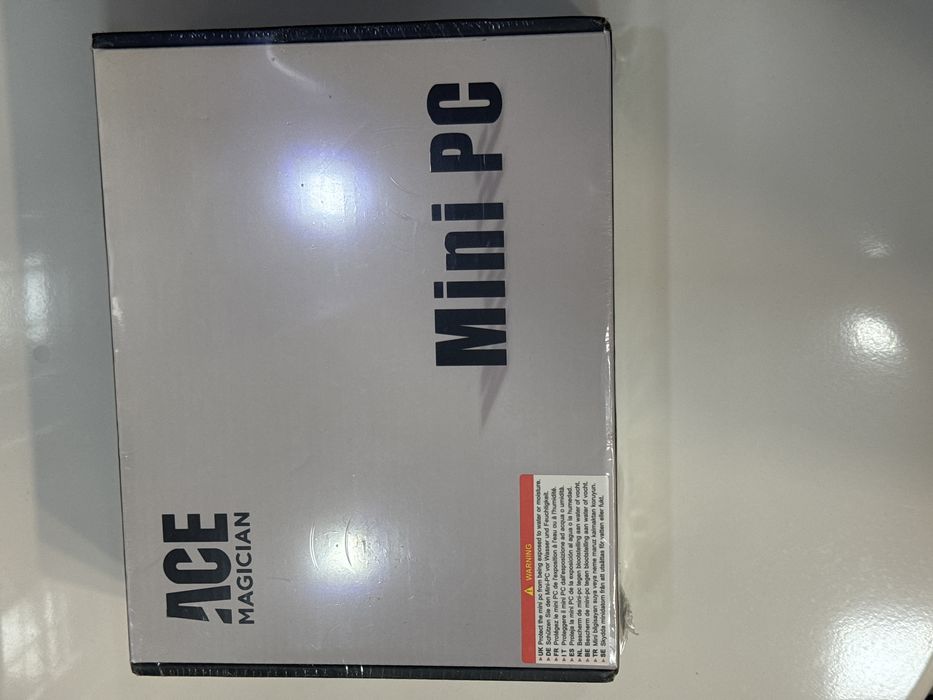 ACE
MAGICIAN
Mini PC
WARNING
UK Protect the mini pc from being exposed to water or moisture.
DE Schützen Sie den Mini-PC vor Wasser und Feuchtigkeit.
FR Protégez le mini PC de l'exposition à l'eau ou à l'humidité.
IT Proteggere il mini PC dall'esposizione ad acqua o umidità.
ES Proteja la mini PC de la exposición al agua o la humedad.
NL Bescherm de mini-pc tegen blootstelling aan water of vocht.
BE Bescherm de mini-pc tegen blootstelling aan water of vocht.
TR Mini bilgisayarı suya veya neme maruz kalmaktan koruyun.
SE Skydda minidatorn från att utsättas för vatten eller fukt.